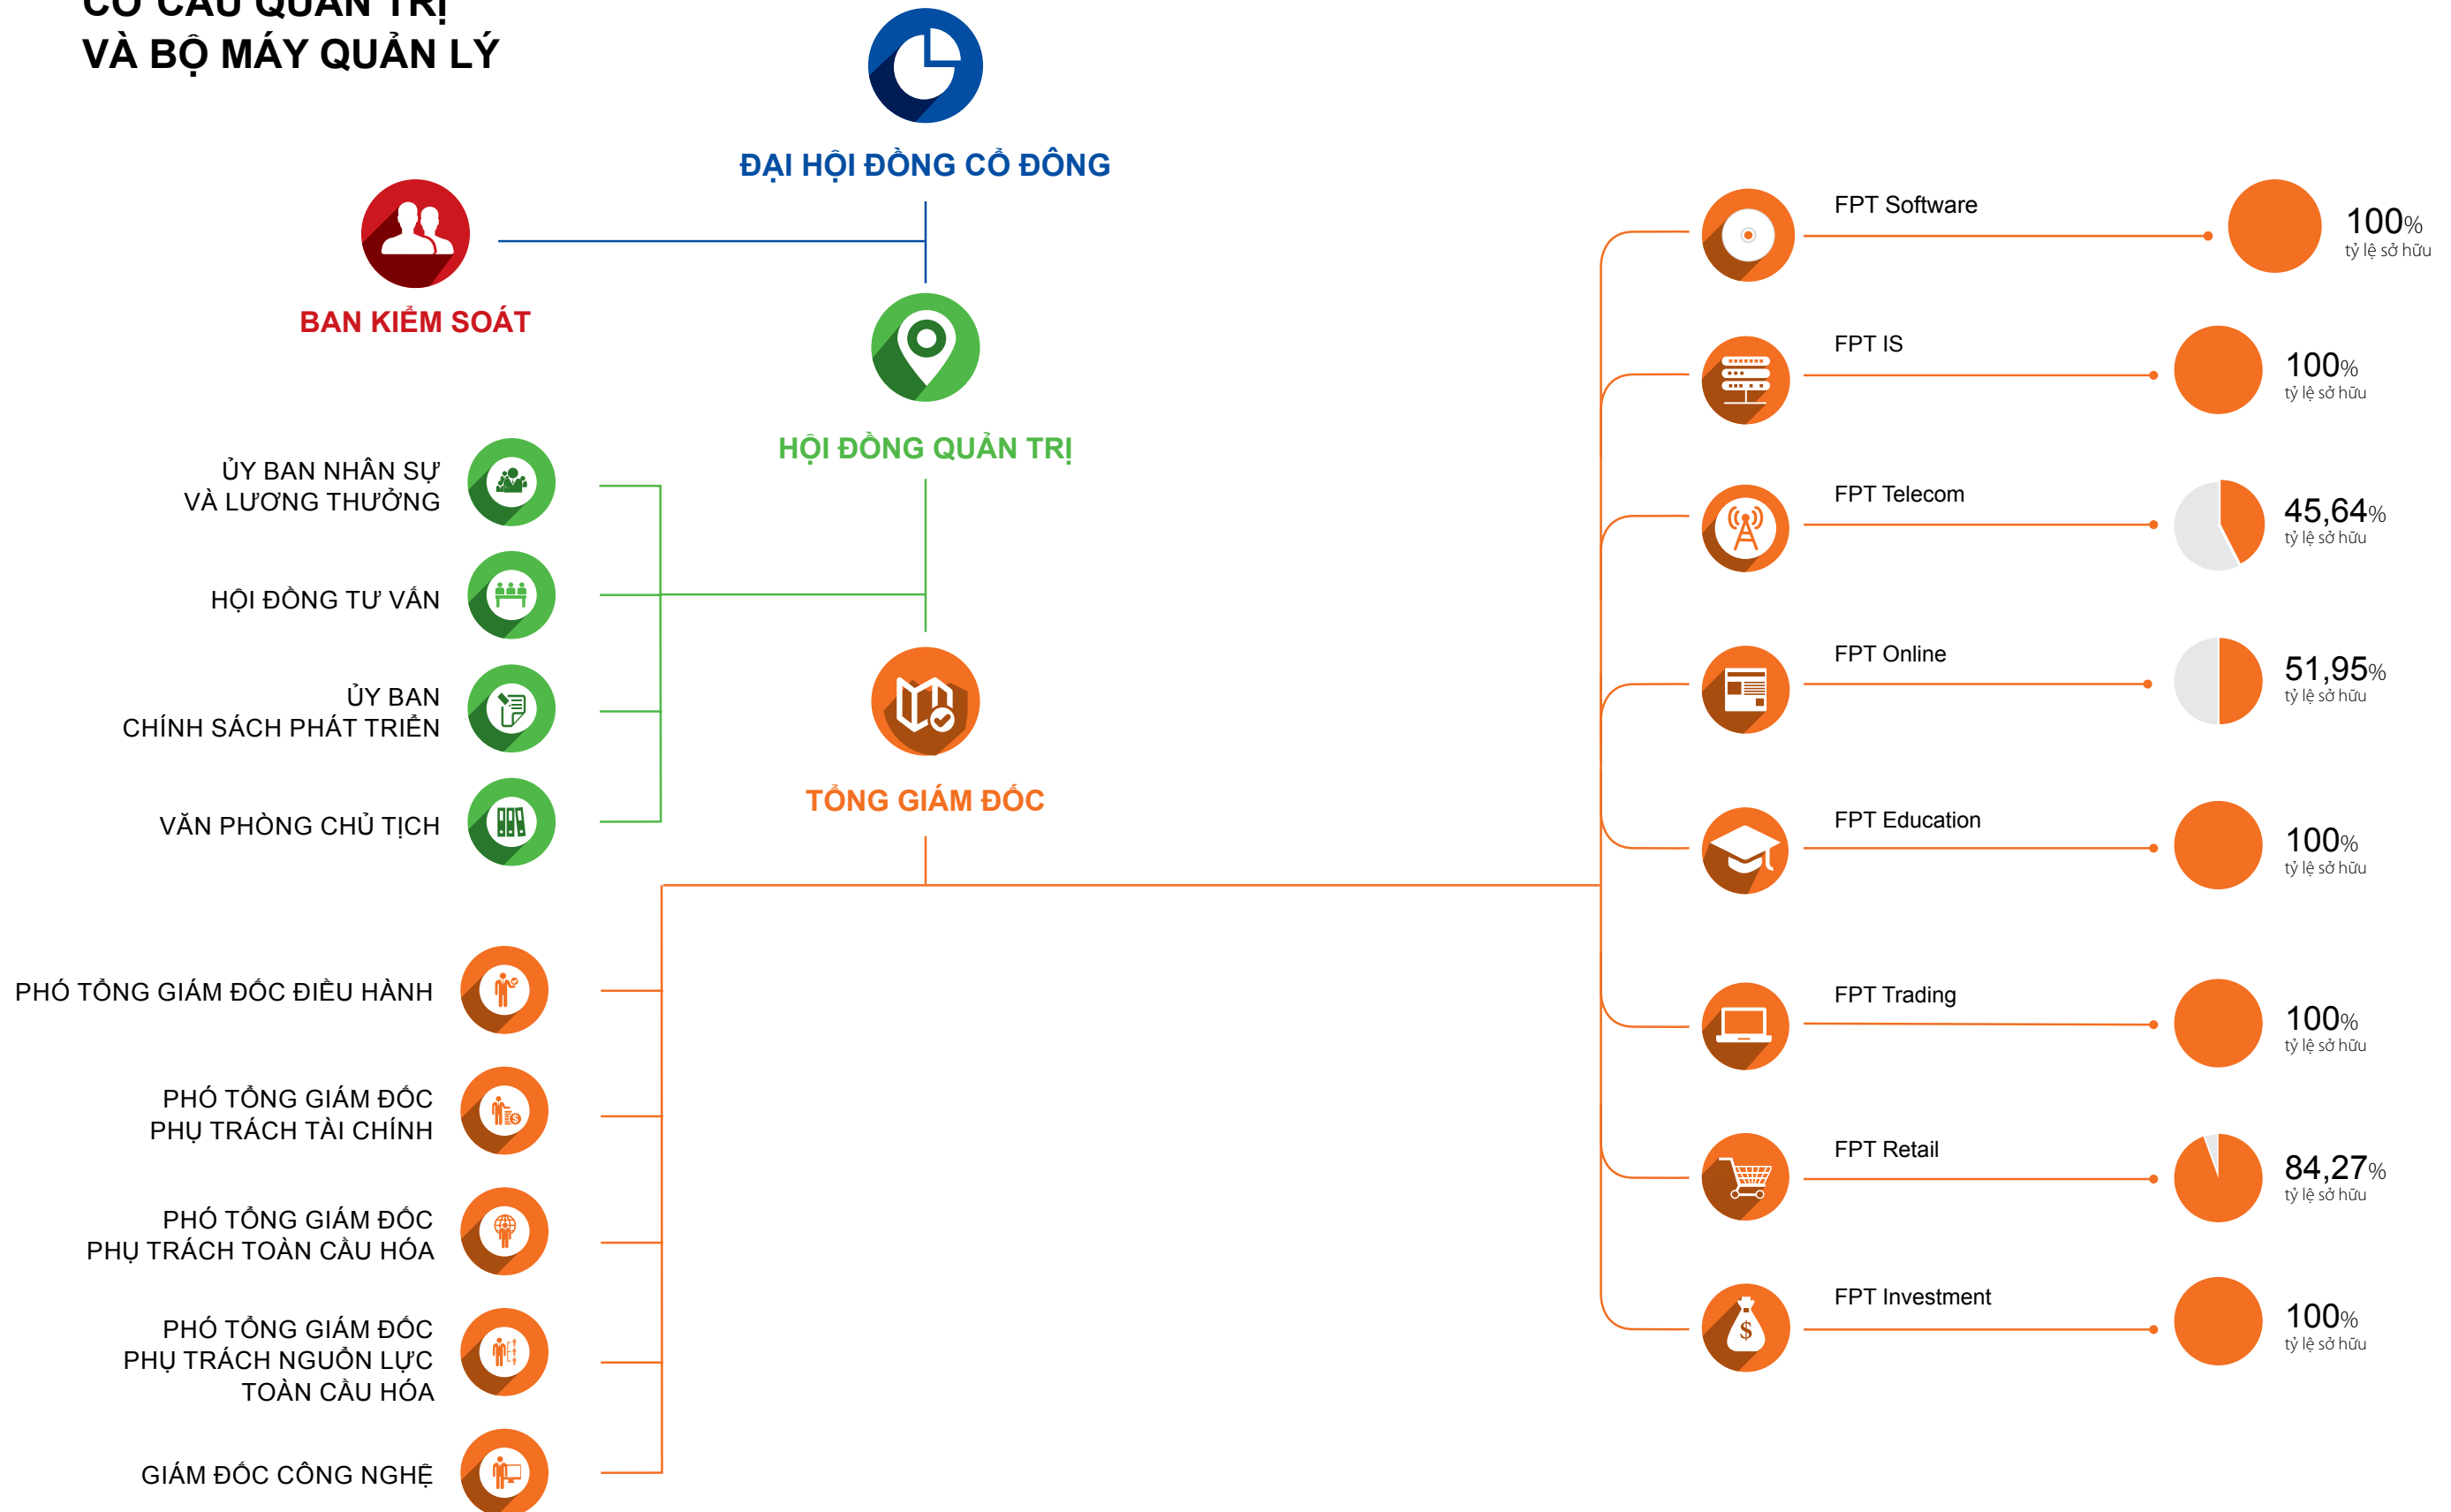 CƠ CẤU QUẢN TRỊ
VÀ BỘ MÁY QUẢN LÝ
ĐẠI HỘI ĐỒNG CỔ ĐÔNG
BAN KIỂM SOÁT
HỘI ĐỒNG QUẢN TRỊ
ỦY BAN NHÂN SỰ
VÀ LƯƠNG THƯỞNG
HỘI ĐỒNG TƯ VẤN
ỦY BAN
CHÍNH SÁCH PHÁT TRIỂN
VĂN PHÒNG CHỦ TỊCH
TỔNG GIÁM ĐỐC
PHÓ TỔNG GIÁM ĐỐC ĐIỀU HÀNH
PHÓ TỔNG GIÁM ĐỐC
PHỤ TRÁCH TÀI CHÍNH
PHÓ TỔNG GIÁM ĐỐC
PHỤ TRÁCH TOÀN CẦU HÓA
PHÓ TỔNG GIÁM ĐỐC
PHỤ TRÁCH NGUỒN LỰC
TOÀN CẦU HÓA
GIÁM ĐỐC CÔNG NGHỆ
FPT Software
100%
tỷ lệ sở hữu
FPT IS
100%
tỷ lệ sở hữu
FPT Telecom
45,64%
tỷ lệ sở hữu
FPT Online
51,95%
tỷ lệ sở hữu
FPT Education
100%
tỷ lệ sở hữu
FPT Trading
100%
tỷ lệ sở hữu
FPT Retail
84,27%
tỷ lệ sở hữu
FPT Investment
100%
tỷ lệ sở hữu